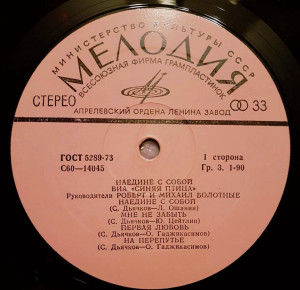 МИНИСТЕРСТВО КУЛЬТУРЫ СССР
МЕЛОДИЯ
ВСЕСОЮЗНАЯ ФИРМА ГРАМПЛАСТИНОК
СТЕРЕО 33
АПРЕЛЕВСКИЙ ОРДЕНА ЛЕНИНА ЗАВОД
ГОСТ 5289-73 1 сторона
С60—14045 Гр. 3. 1-90
НАЕДИНЕ С СОБОЙ
ВИА «СИНЯЯ ПТИЦА»
Руководители РОБЕРТ И МИХАИЛ БОЛОТНЫЕ
НАЕДИНЕ С СОБОЙ
(С. Дьячков—Л. Ошанин)
МНЕ НЕ ЗАБЫТЬ
(С. Дьячков—Ю. Цейтлин)
ПЕРВАЯ ЛЮБОВЬ
(С. Дьячков—О. Гаджикасимов)
НА ПЕРЕПУТЬЕ
(С. Дьячков—О. Гаджикасимов)